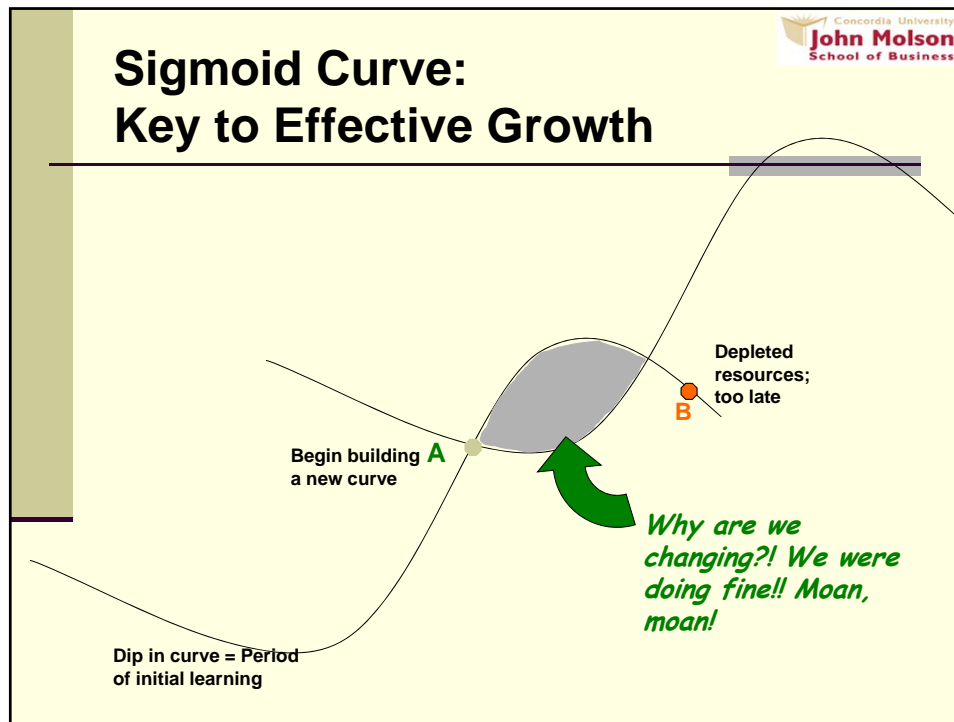 Concordia University
John Molson
School of Business
Sigmoid Curve:
Key to Effective Growth
Depleted
resources;
too late
B
Begin building
a new curve
A
Why are we
changing?! We were
doing fine!! Moan,
moan!
Dip in curve = Period
of initial learning